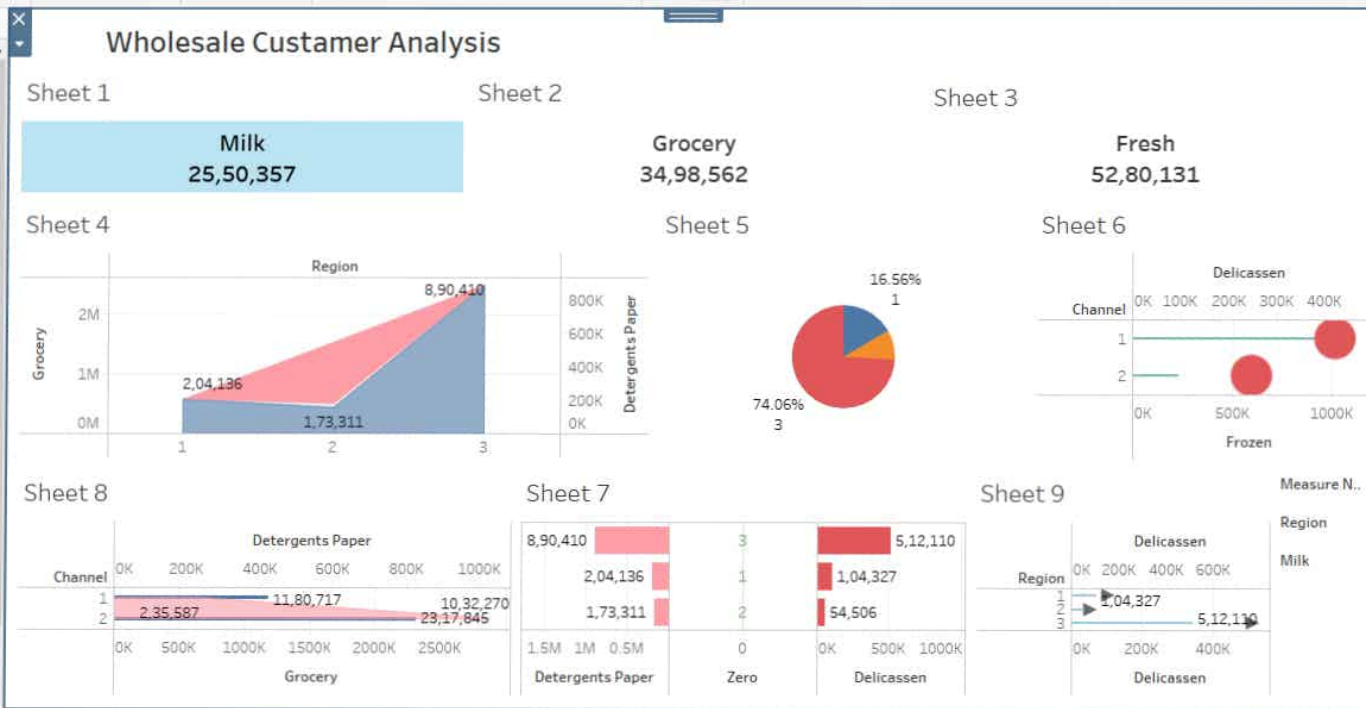 Wholesale Custamer Analysis
Sheet 1
Milk
25,50,357
Sheet 2
Grocery
34,98,562
Sheet 3
Fresh
52,80,131
Sheet 4
Region
8,90,410
2,04,136
1,73,311
2M
1M
0M
Grocery
800K
600K
400K
200K
0K
Detergents Paper
1 2 3
Sheet 5
16.56%
1
74.06%
3
Sheet 6
Delicassen
0K 100K 200K 300K 400K
Channel
1
2
0K 500K 1000K
Frozen
Sheet 8
Detergents Paper
0K 200K 400K 600K 800K 1000K
Channel
1 11,80,717 10,32,270
2 2,35,587 23,17,845
0K 500K 1000K 1500K 2000K 2500K
Grocery
Sheet 7
8,90,410 3 5,12,110
2,04,136 1 1,04,327
1,73,311 2 54,506
1.5M 1M 0.5M 0 0K 500K 1000K
Detergents Paper Zero Delicassen
Sheet 9
Delicassen
0K 200K 400K 600K
Region
1 1,04,327
2
3 5,12,110
0K 200K 400K
Delicassen
Measure N..
Region
Milk